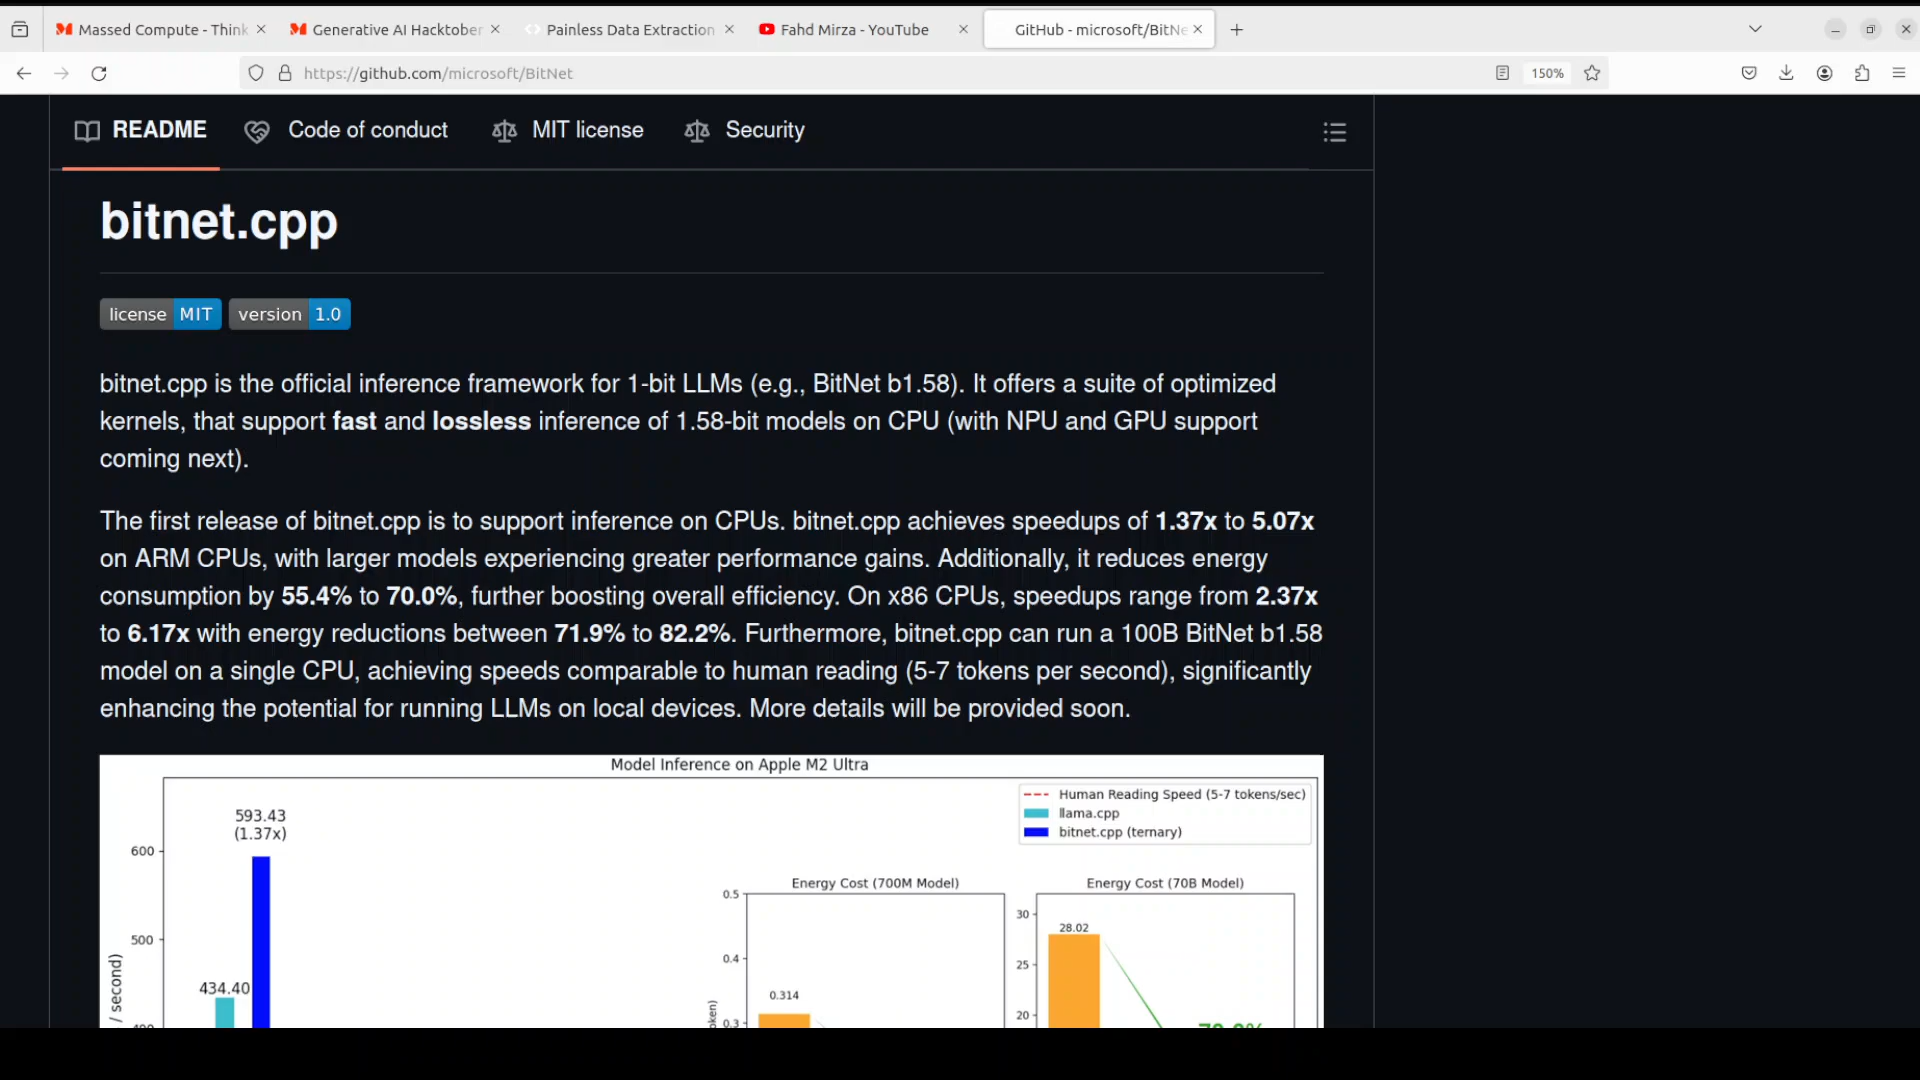 Massed Compute - Think
Generative AI Hacktober
Painless Data Extraction
Fahd Mirza - YouTube
GitHub - microsoft/BitNe
https://github.com/microsoft/BitNet
150%
README
Code of conduct
MIT license
Security
bitnet.cpp
license MIT
version 1.0
bitnet.cpp is the official inference framework for 1-bit LLMs (e.g., BitNet b1.58). It offers a suite of optimized
kernels, that support fast and lossless inference of 1.58-bit models on CPU (with NPU and GPU support
coming next).
The first release of bitnet.cpp is to support inference on CPUs. bitnet.cpp achieves speedups of 1.37x to 5.07x
on ARM CPUs, with larger models experiencing greater performance gains. Additionally, it reduces energy
consumption by 55.4% to 70.0%, further boosting overall efficiency. On x86 CPUs, speedups range from 2.37x
to 6.17x with energy reductions between 71.9% to 82.2%. Furthermore, bitnet.cpp can run a 100B BitNet b1.58
model on a single CPU, achieving speeds comparable to human reading (5-7 tokens per second), significantly
enhancing the potential for running LLMs on local devices. More details will be provided soon.
Model Inference on Apple M2 Ultra
Human Reading Speed (5-7 tokens/sec)
llama.cpp
bitnet.cpp (ternary)
593.43
(1.37x)
600
500
434.40
/ second)
Energy Cost (700M Model)
0.5
0.4
0.314
0.3
Energy Cost (70B Model)
30
28.02
25
20